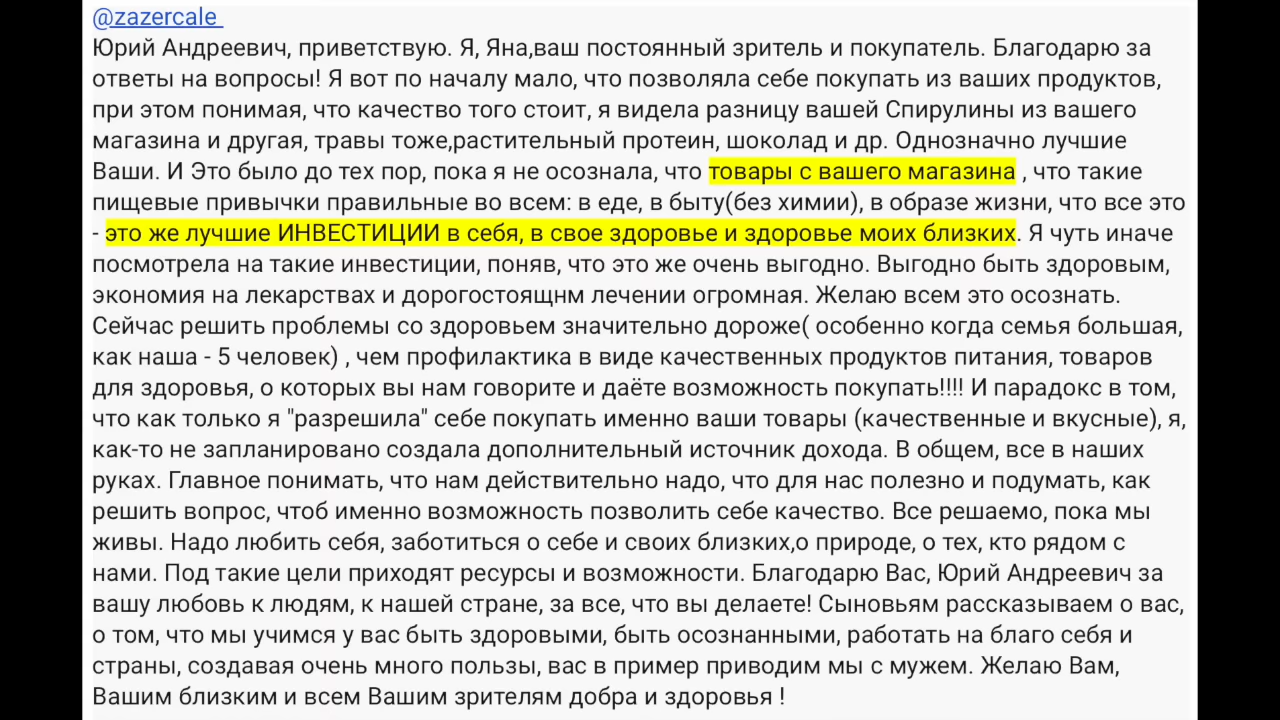 @zazercale
Юрий Андреевич, приветствую. Я, Яна,ваш постоянный зритель и покупатель. Благодарю за
ответы на вопросы! Я вот по началу мало, что позволяла себе покупать из ваших продуктов,
при этом понимая, что качество того стоит, я видела разницу вашей Спирулины из вашего
магазина и другая, травы тоже,растительный протеин, шоколад и др. Однозначно лучшие
Ваши. И Это было до тех пор, пока я не осознала, что товары с вашего магазина , что такие
пищевые привычки правильные во всем: в еде, в быту(без химии), в образе жизни, что все это
- это же лучшие ИНВЕСТИЦИИ в себя, в свое здоровье и здоровье моих близких. Я чуть иначе
посмотрела на такие инвестиции, поняв, что это же очень выгодно. Выгодно быть здоровым,
экономия на лекарствах и дорогостоящнм лечении огромная. Желаю всем это осознать.
Сейчас решить проблемы со здоровьем значительно дороже( особенно когда семья большая,
как наша - 5 человек) , чем профилактика в виде качественных продуктов питания, товаров
для здоровья, о которых вы нам говорите и даёте возможность покупать!!!! И парадокс в том,
что как только я "разрешила" себе покупать именно ваши товары (качественные и вкусные), я,
как-то не запланировано создала дополнительный источник дохода. В общем, все в наших
руках. Главное понимать, что нам действительно надо, что для нас полезно и подумать, как
решить вопрос, чтоб именно возможность позволить себе качество. Все решаемо, пока мы
живы. Надо любить себя, заботиться о себе и своих близких,о природе, о тех, кто рядом с
нами. Под такие цели приходят ресурсы и возможности. Благодарю Вас, Юрий Андреевич за
вашу любовь к людям, к нашей стране, за все, что вы делаете! Сыновьям рассказываем о вас,
о том, что мы учимся у вас быть здоровыми, быть осознанными, работать на благо себя и
страны, создавая очень много пользы, вас в пример приводим мы с мужем. Желаю Вам,
Вашим близким и всем Вашим зрителям добра и здоровья !